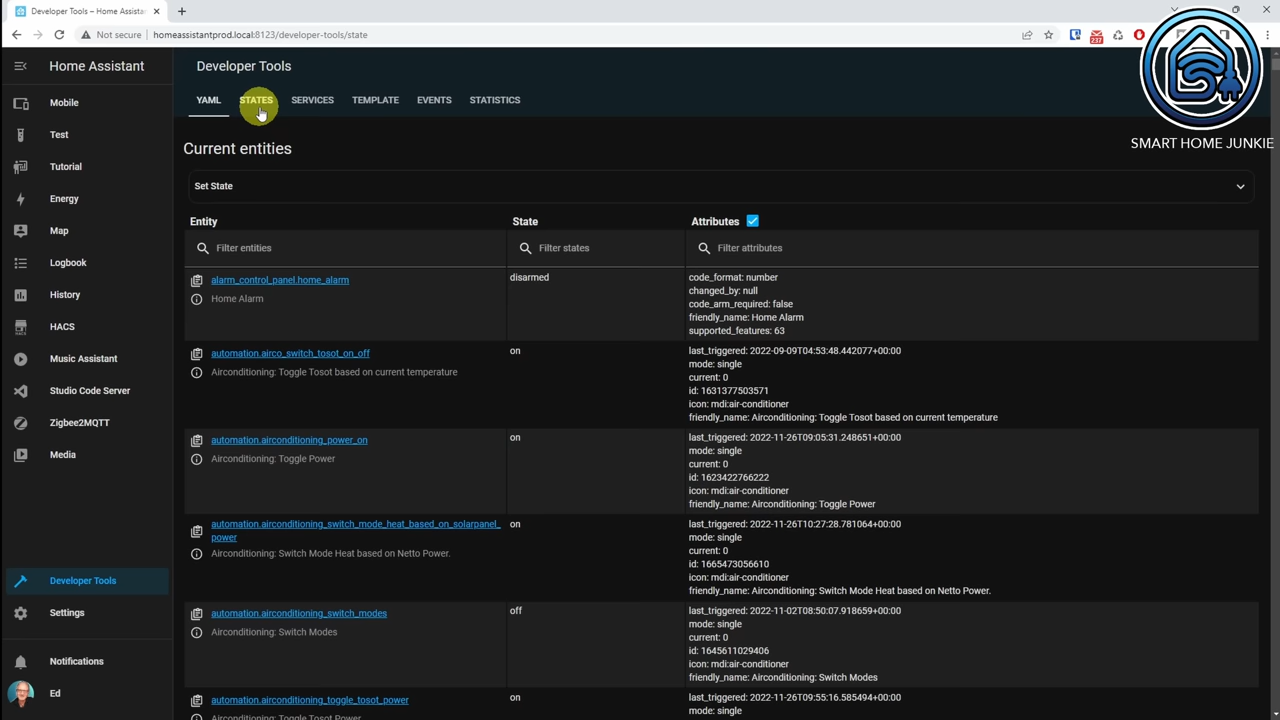 Developer Tools – Home Assista
Not secure
homeassistantprod.local:8123/developer-tools/state
237
SMART HOME JUNKIE
Home Assistant
Mobile
Test
Tutorial
Energy
Map
Logbook
History
HACS
HACS
Music Assistant
Studio Code Server
Zigbee2MQTT
Media
Developer Tools
Settings
Notifications
Ed
Developer Tools
YAML STATES SERVICES TEMPLATE EVENTS STATISTICS
Current entities
Set State
Entity State Attributes
Filter entities Filter states Filter attributes
alarm_control_panel.home_alarm
Home Alarm
disarmed
code_format: number
changed_by: null
code_arm_required: false
friendly_name: Home Alarm
supported_features: 63
automation.airco_switch_tosot_on_off
Airconditioning: Toggle Tosot based on current temperature
on
last_triggered: 2022-09-09T04:53:48.442077+00:00
mode: single
current: 0
id: 1631377503571
icon: mdi:air-conditioner
friendly_name: Airconditioning: Toggle Tosot based on current temperature
automation.airconditioning_power_on
Airconditioning: Toggle Power
on
last_triggered: 2022-11-26T09:05:31.248651+00:00
mode: single
current: 0
id: 1623422766222
icon: mdi:air-conditioner
friendly_name: Airconditioning: Toggle Power
automation.airconditioning_switch_mode_heat_based_on_solarpanel_
power
Airconditioning: Switch Mode Heat based on Netto Power.
on
last_triggered: 2022-11-26T10:27:28.781064+00:00
mode: single
current: 0
id: 1665473056610
icon: mdi:air-conditioner
friendly_name: Airconditioning: Switch Mode Heat based on Netto Power.
automation.airconditioning_switch_modes
Airconditioning: Switch Modes
off
last_triggered: 2022-11-02T08:50:07.918659+00:00
mode: single
current: 0
id: 1645611029406
icon: mdi:air-conditioner
friendly_name: Airconditioning: Switch Modes
automation.airconditioning_toggle_tosot_power
Airconditioning: Toggle Tosot Power
on
last_triggered: 2022-11-26T09:55:16.585494+00:00
mode: single